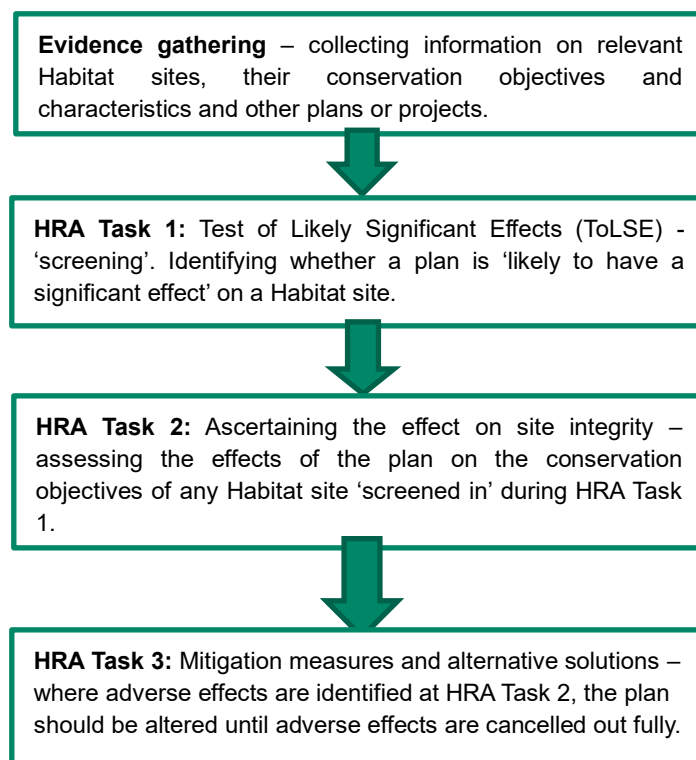 Evidence gathering – collecting information on relevant
Habitat sites, their conservation objectives and
characteristics and other plans or projects.
HRA Task 1: Test of Likely Significant Effects (ToLSE) -
‘screening’. Identifying whether a plan is ‘likely to have a
significant effect’ on a Habitat site.
HRA Task 2: Ascertaining the effect on site integrity –
assessing the effects of the plan on the conservation
objectives of any Habitat site ‘screened in’ during HRA Task
1.
HRA Task 3: Mitigation measures and alternative solutions –
where adverse effects are identified at HRA Task 2, the plan
should be altered until adverse effects are cancelled out fully.